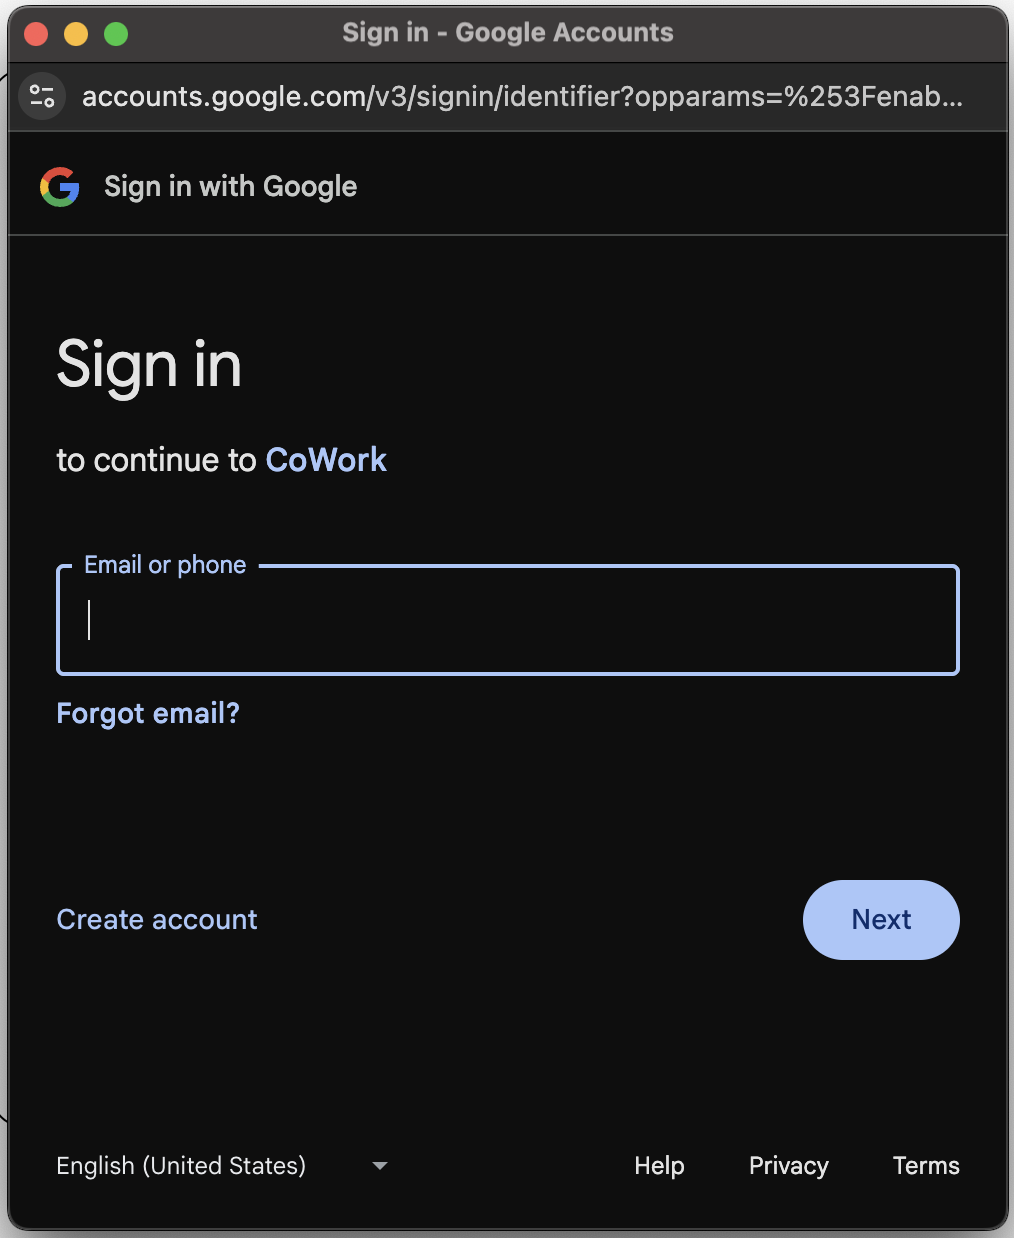 Sign in - Google Accounts
accounts.google.com/v3/signin/identifier?opparams=%253Fenab...
Sign in with Google
Sign in
to continue to CoWork
Email or phone
Forgot email?
Create account
Next
English (United States)
Help
Privacy
Terms